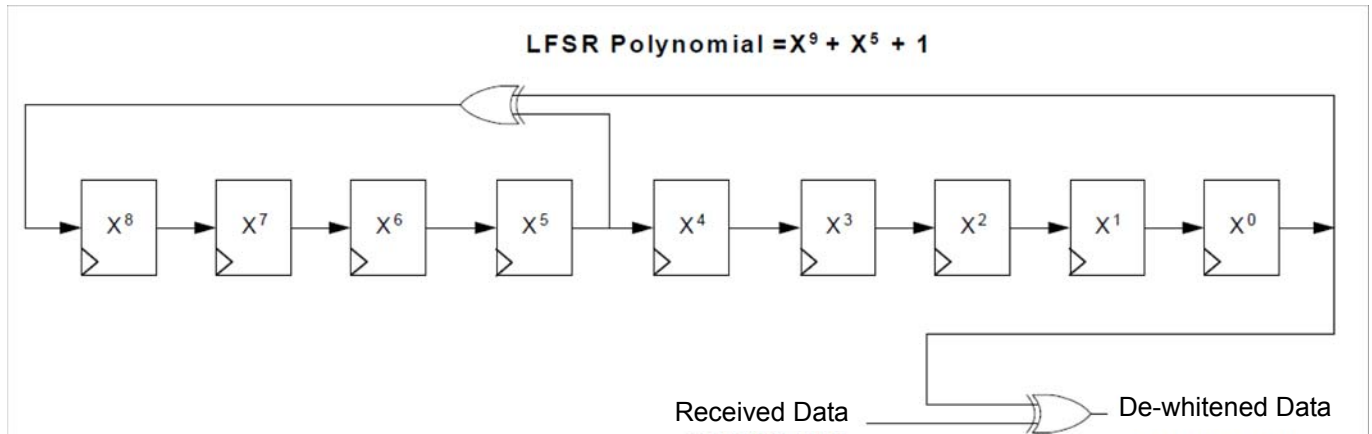 LFSR Polynomial =X⁹ + X⁵ + 1
X⁸ X⁷ X⁶ X⁵ X⁴ X³ X² X¹ X⁰
Received Data De-whitened Data